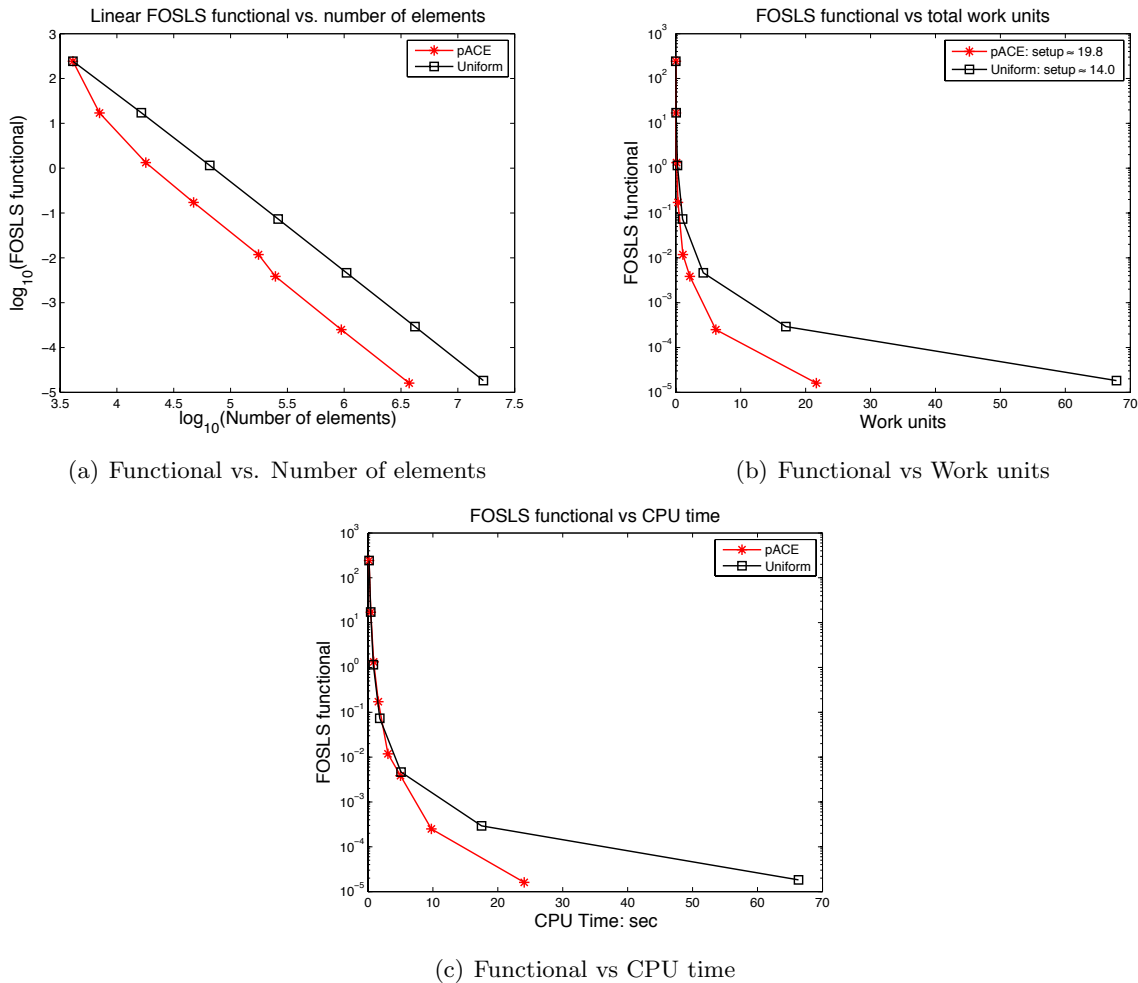 Linear FOSLS functional vs. number of elements
pACE
Uniform
log10(FOSLS functional)
3
2
1
0
−1
−2
−3
−4
−5
3.5 4 4.5 5 5.5 6 6.5 7 7.5
log10(Number of elements)
(a) Functional vs. Number of elements
FOSLS functional vs total work units
pACE: setup ≈ 19.8
Uniform: setup ≈ 14.0
FOSLS functional
10^3
10^2
10^1
10^0
10^−1
10^−2
10^−3
10^−4
10^−5
0 10 20 30 40 50 60 70
Work units
(b) Functional vs Work units
FOSLS functional vs CPU time
pACE
Uniform
FOSLS functional
10^3
10^2
10^1
10^0
10^−1
10^−2
10^−3
10^−4
10^−5
0 10 20 30 40 50 60 70
CPU Time: sec
(c) Functional vs CPU time